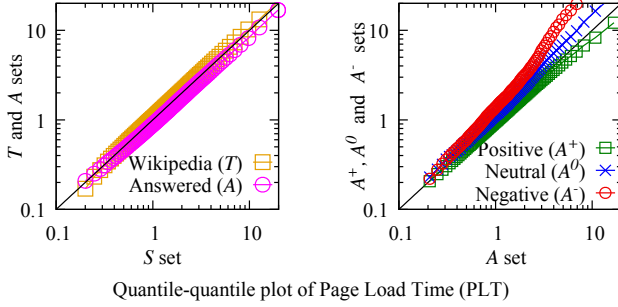 T and A sets
10
1
0.1
0.1
1
10
S set
Wikipedia (T)
Answered (A)
A⁺, A⁰ and A⁻ sets
10
1
0.1
0.1
1
10
A set
Positive (A⁺)
Neutral (A⁰)
Negative (A⁻)
Quantile-quantile plot of Page Load Time (PLT)